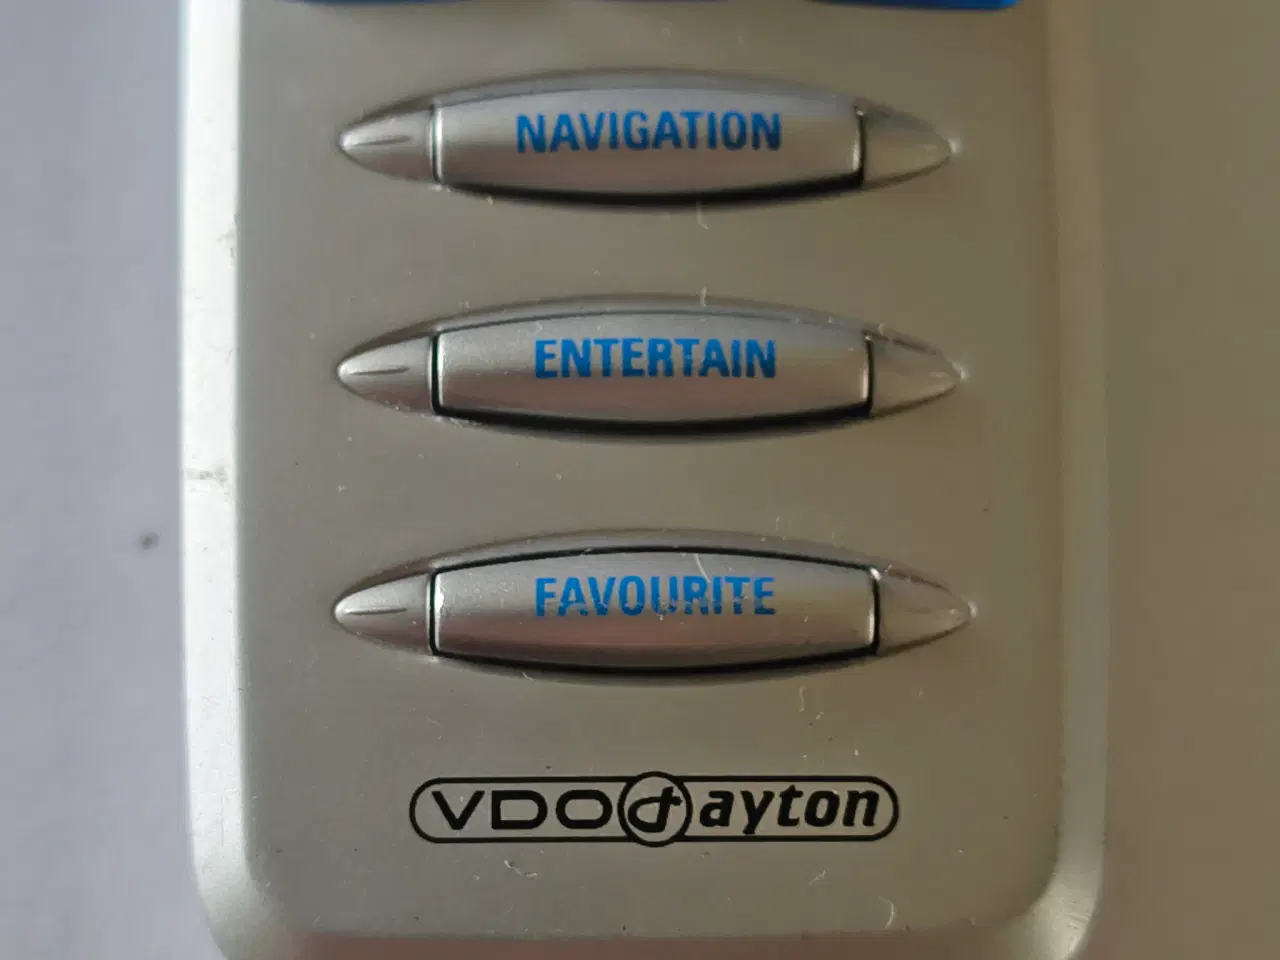 NAVIGATION
ENTERTAIN
FAVOURITE
VDO dayton